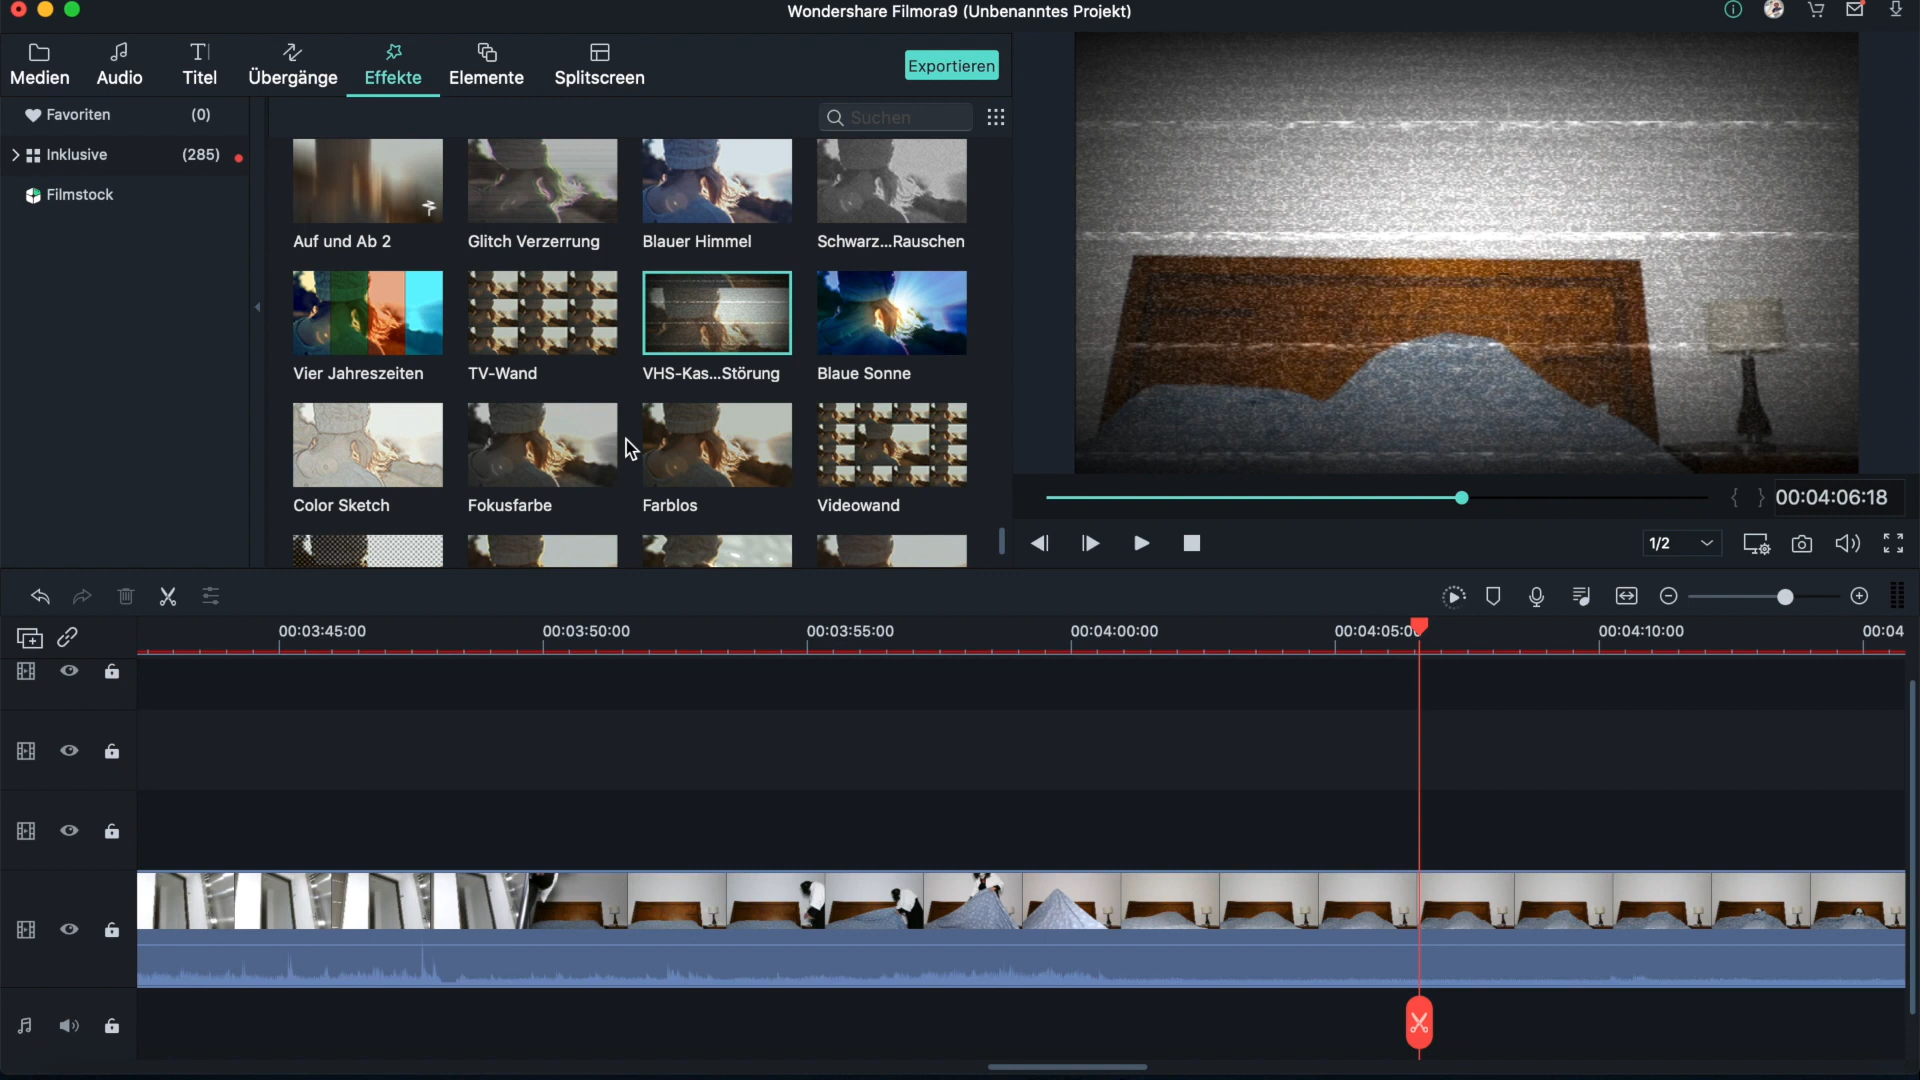 Wondershare Filmora9 (Unbenanntes Projekt)
Medien Audio Titel Übergänge Effekte Elemente Splitscreen Exportieren
Favoriten (0)
Inklusive (285)
Filmstock
Suchen
Auf und Ab 2 Glitch Verzerrung Blauer Himmel Schwarz...Rauschen
Vier Jahreszeiten TV-Wand VHS-Kas...Störung Blaue Sonne
Color Sketch Fokusfarbe Farblos Videowand
00:04:06:18
1/2
00:03:45:00 00:03:50:00 00:03:55:00 00:04:00:00 00:04:05:0 00:04:10:00 00:04